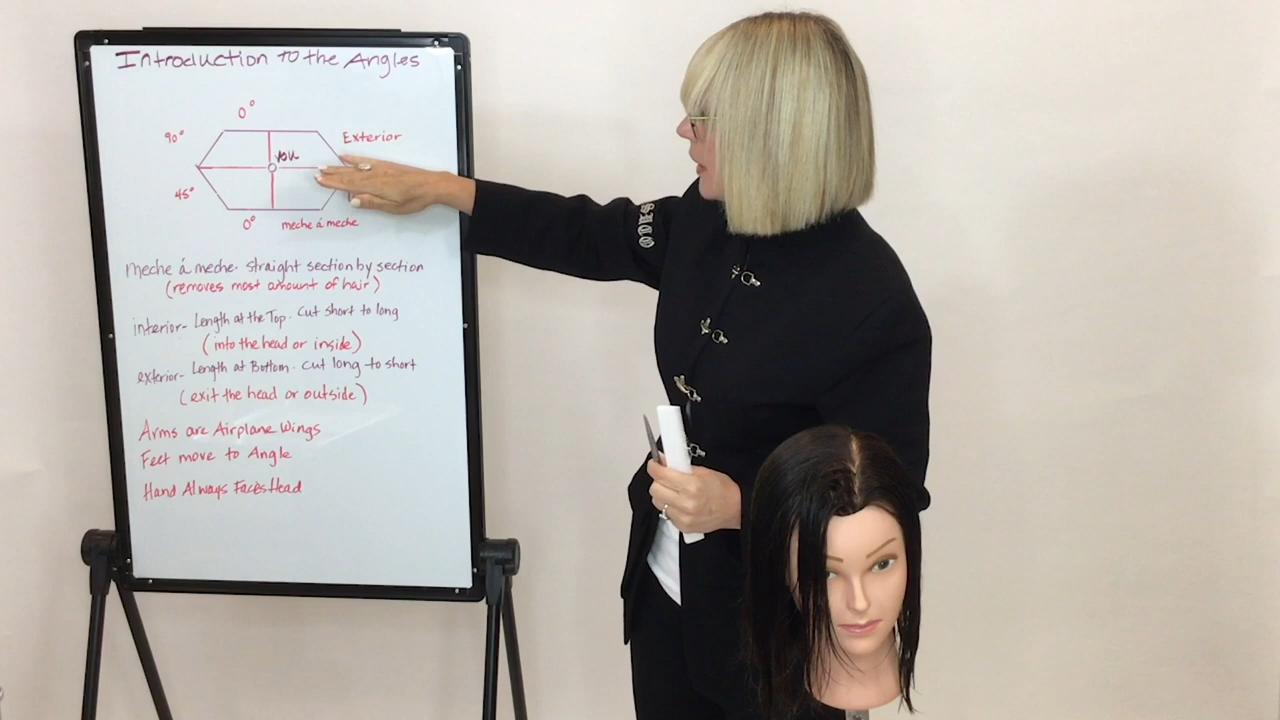 Introduction to the Angles
0°
90°
Exterior
you
45°
0°
meche á meche
meche á meche- straight section by section
(removes most amount of hair)
interior- Length at the Top. Cut short to long
(into the head or inside)
exterior- Length at Bottom. Cut long to short
(exit the head or outside)
Arms are Airplane Wings
Feet move to Angle
Hand Always Faces Head